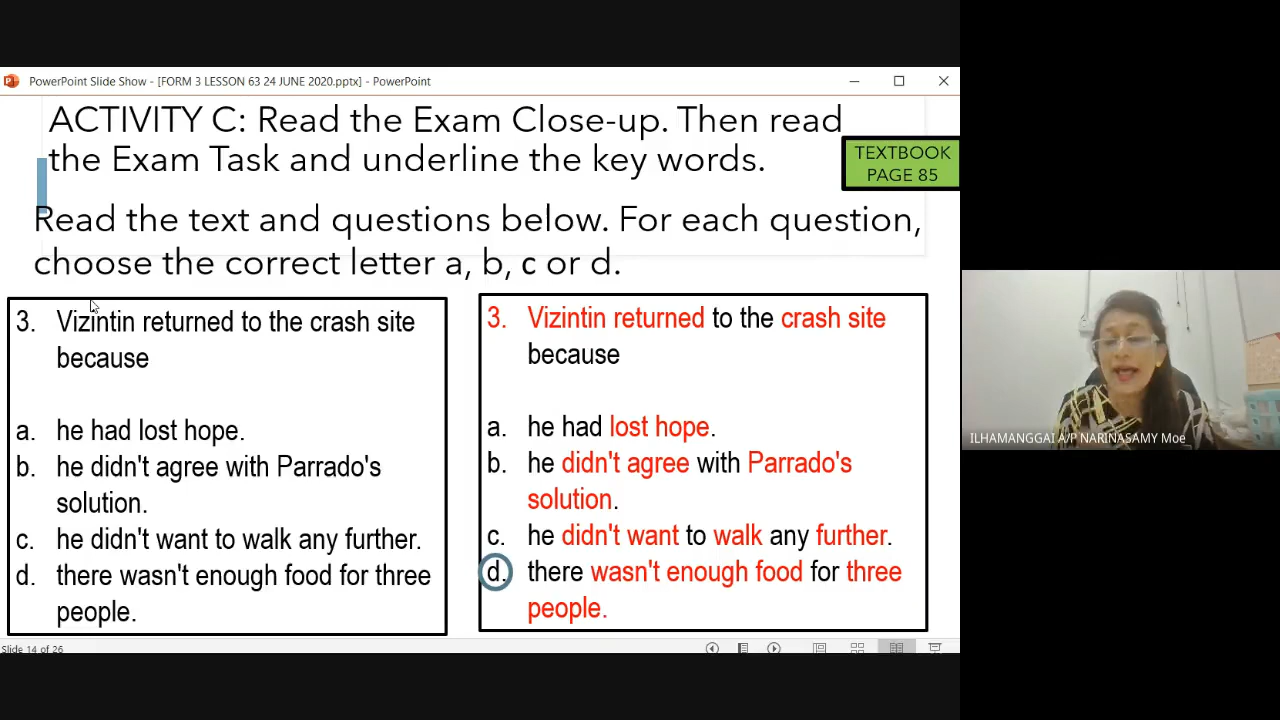 PowerPoint Slide Show - [FORM 3 LESSON 63 24 JUNE 2020.pptx] - PowerPoint
ACTIVITY C: Read the Exam Close-up. Then read
the Exam Task and underline the key words.
TEXTBOOK
PAGE 85
Read the text and questions below. For each question,
choose the correct letter a, b, c or d.
3. Vizintin returned to the crash site
because
a. he had lost hope.
b. he didn't agree with Parrado's
solution.
c. he didn't want to walk any further.
d. there wasn't enough food for three
people.
3. Vizintin returned to the crash site
because
a. he had lost hope.
b. he didn't agree with Parrado's
solution.
c. he didn't want to walk any further.
d. there wasn't enough food for three
people.
ILHAMANGGAI A/P NARINASAMY Moe
Slide 14 of 26